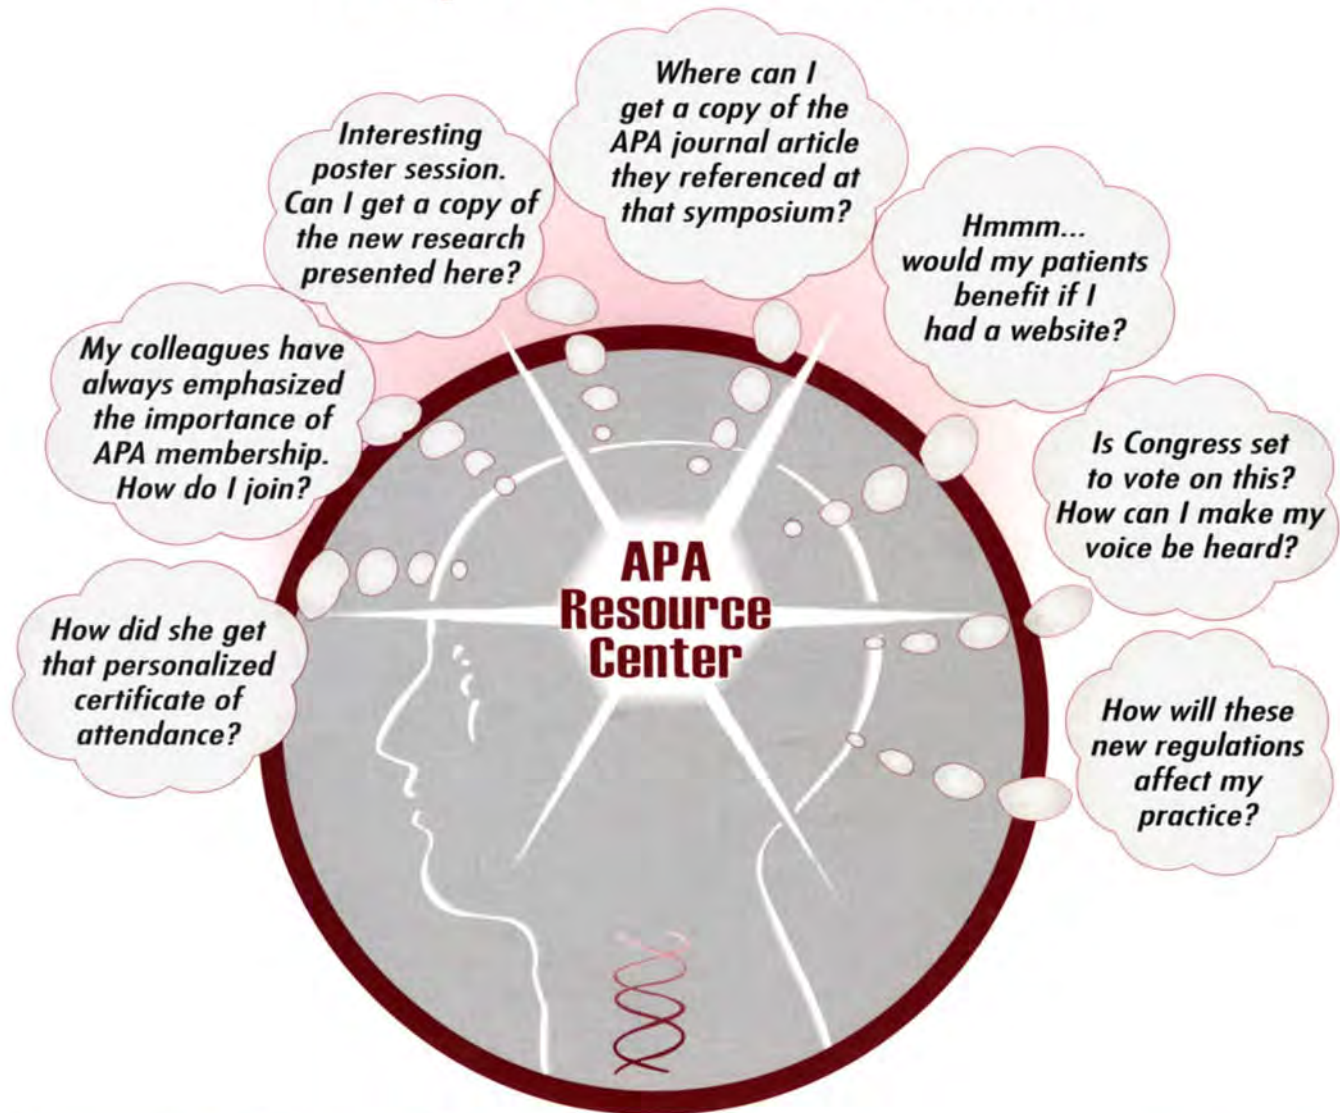 Where can I
get a copy of the
APA journal article
they referenced at
that symposium?
Interesting
poster session.
Can I get a copy of
the new research
presented here?
Hmmm...
would my patients
benefit if I
had a website?
My colleagues have
always emphasized
the importance of
APA membership.
How do I join?
Is Congress set
to vote on this?
How can I make my
voice be heard?
How did she get
that personalized
certificate of
attendance?
How will these
new regulations
affect my
practice?
APA
Resource
Center